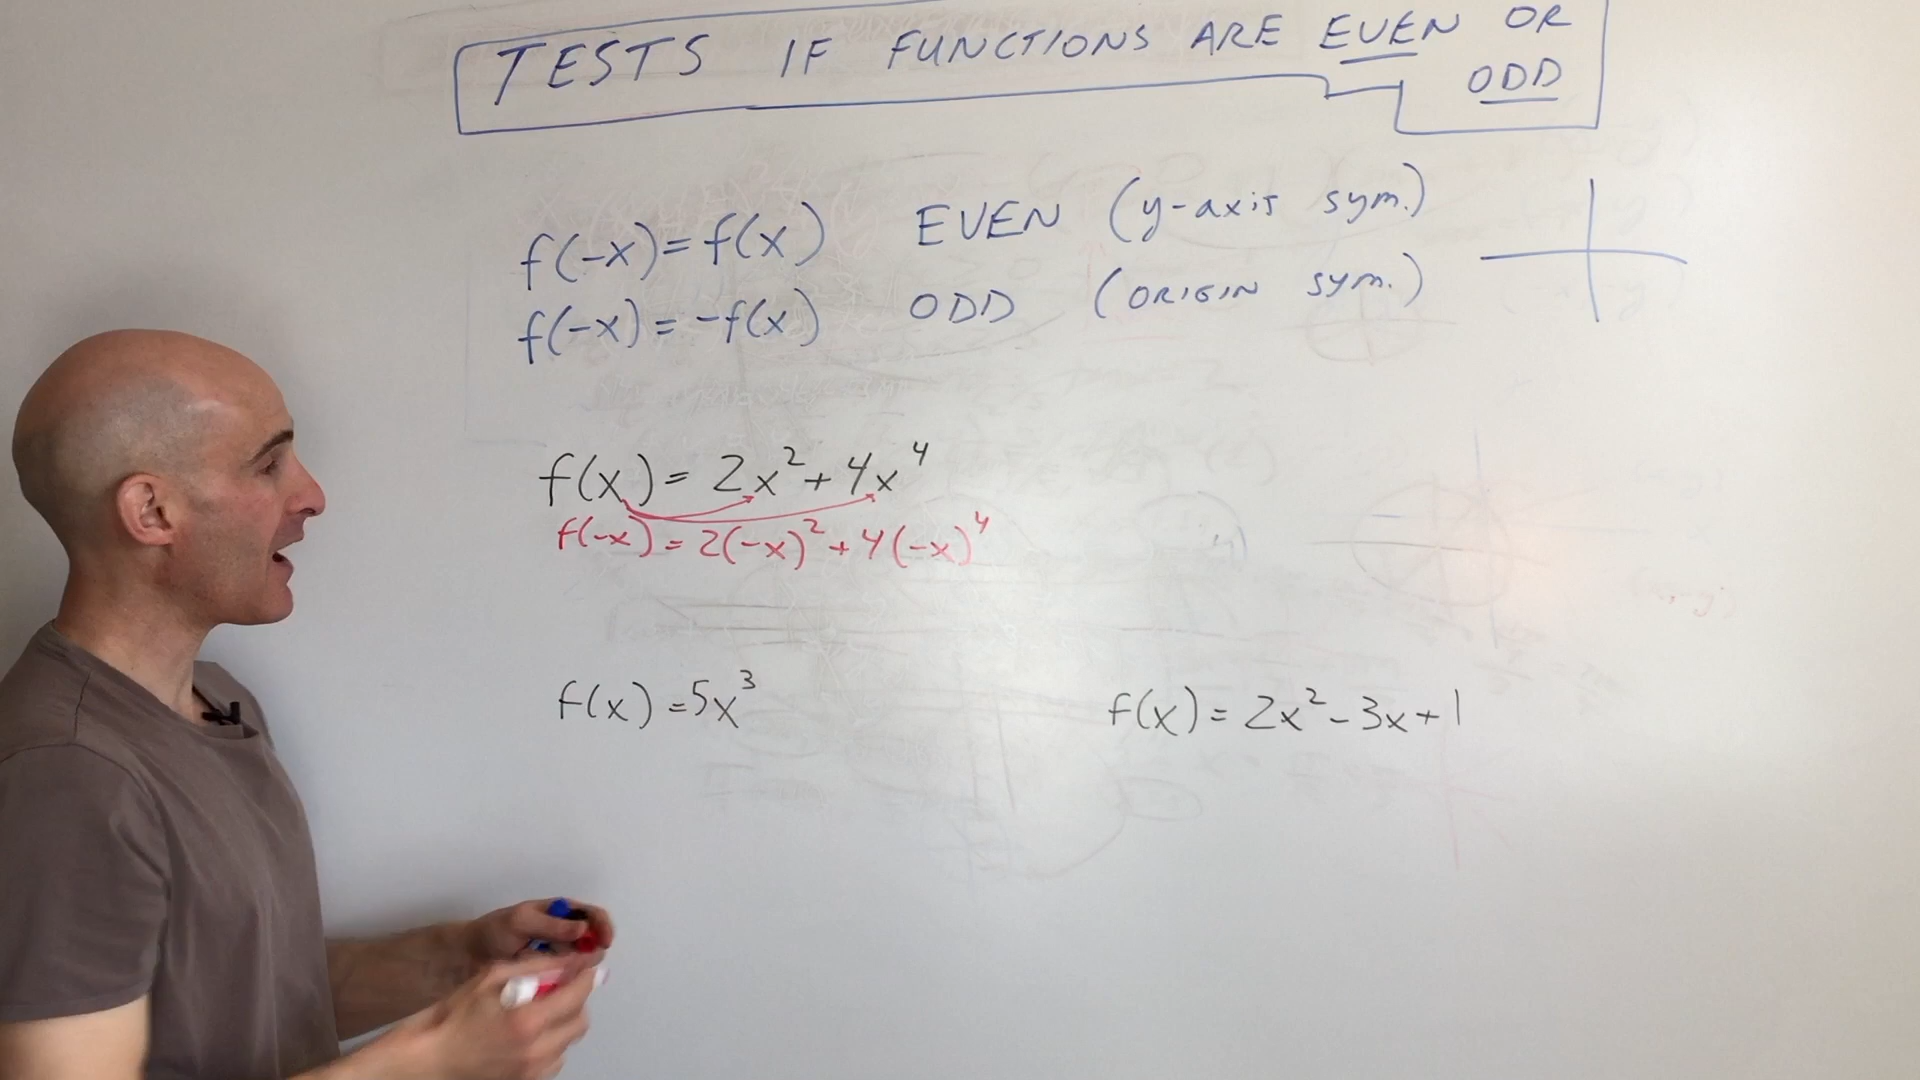 TESTS IF FUNCTIONS ARE EVEN OR
ODD
f(-x)=f(x) EVEN (y-axis sym.)
f(-x)=-f(x) ODD (ORIGIN sym.)
f(x)=2x²+4x⁴
f(-x)=2(-x)²+4(-x)⁴
f(x)=5x³
f(x)=2x²-3x+1